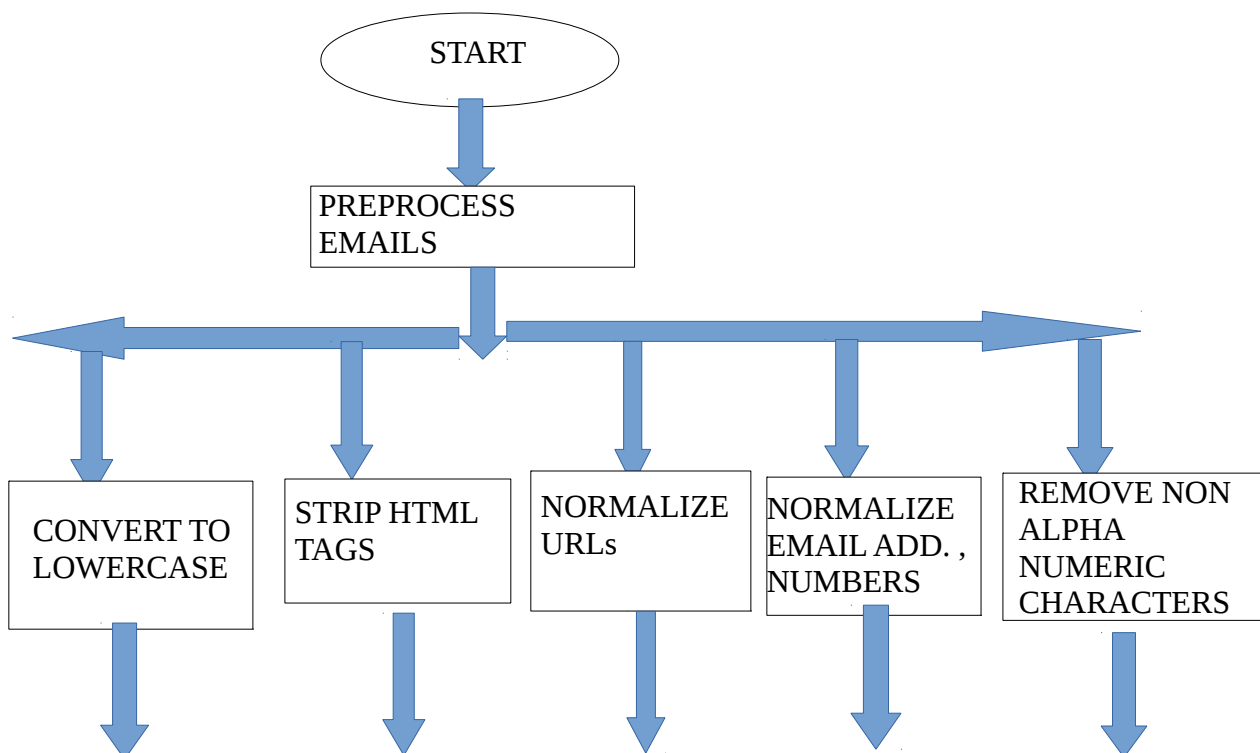 START
PREPROCESS
EMAILS
CONVERT TO
LOWERCASE
STRIP HTML
TAGS
NORMALIZE
URLs
NORMALIZE
EMAIL ADD. ,
NUMBERS
REMOVE NON
ALPHA
NUMERIC
CHARACTERS